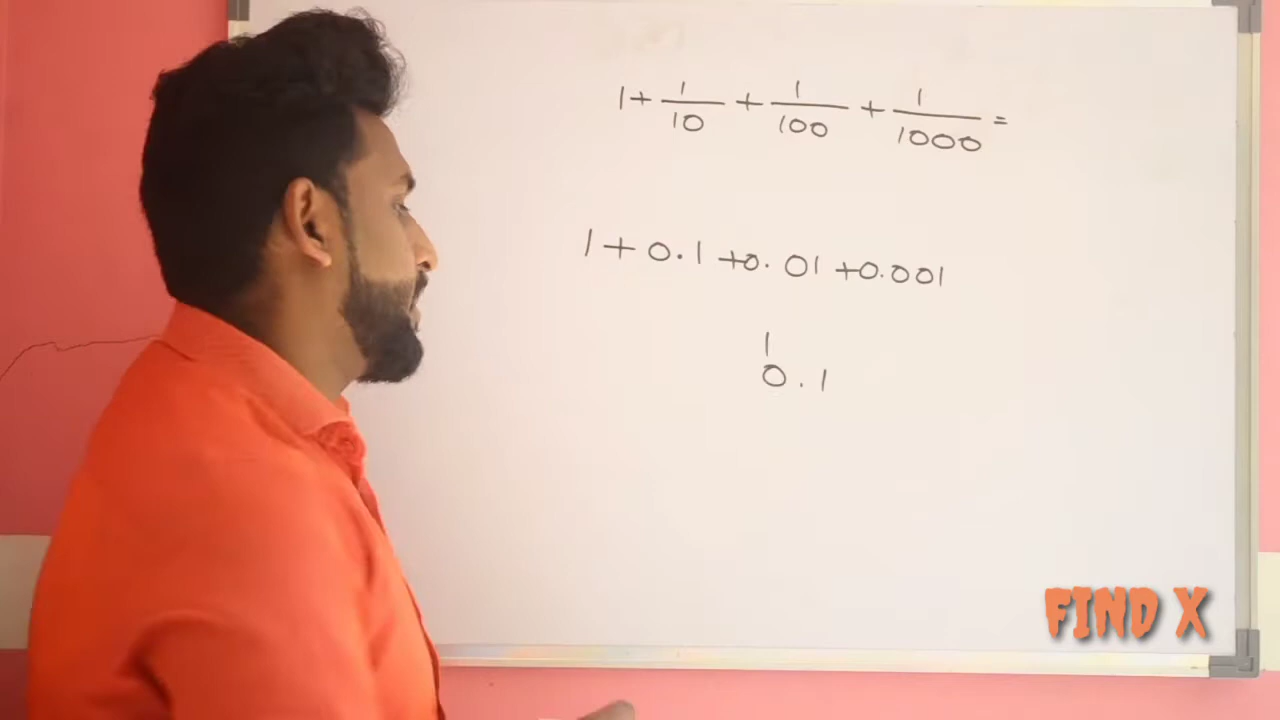 1 + 1/10 + 1/100 + 1/1000 =
1 + 0.1 + 0.01 + 0.001
1
0.1
FIND X